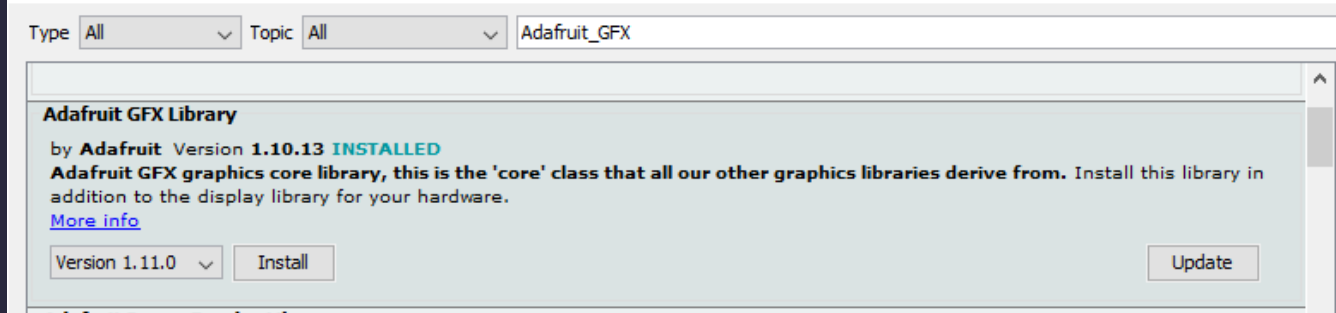 Type All Topic All Adafruit_GFX
Adafruit GFX Library
by Adafruit Version 1.10.13 INSTALLED
Adafruit GFX graphics core library, this is the 'core' class that all our other graphics libraries derive from. Install this library in
addition to the display library for your hardware.
More info
Version 1.11.0 Install Update